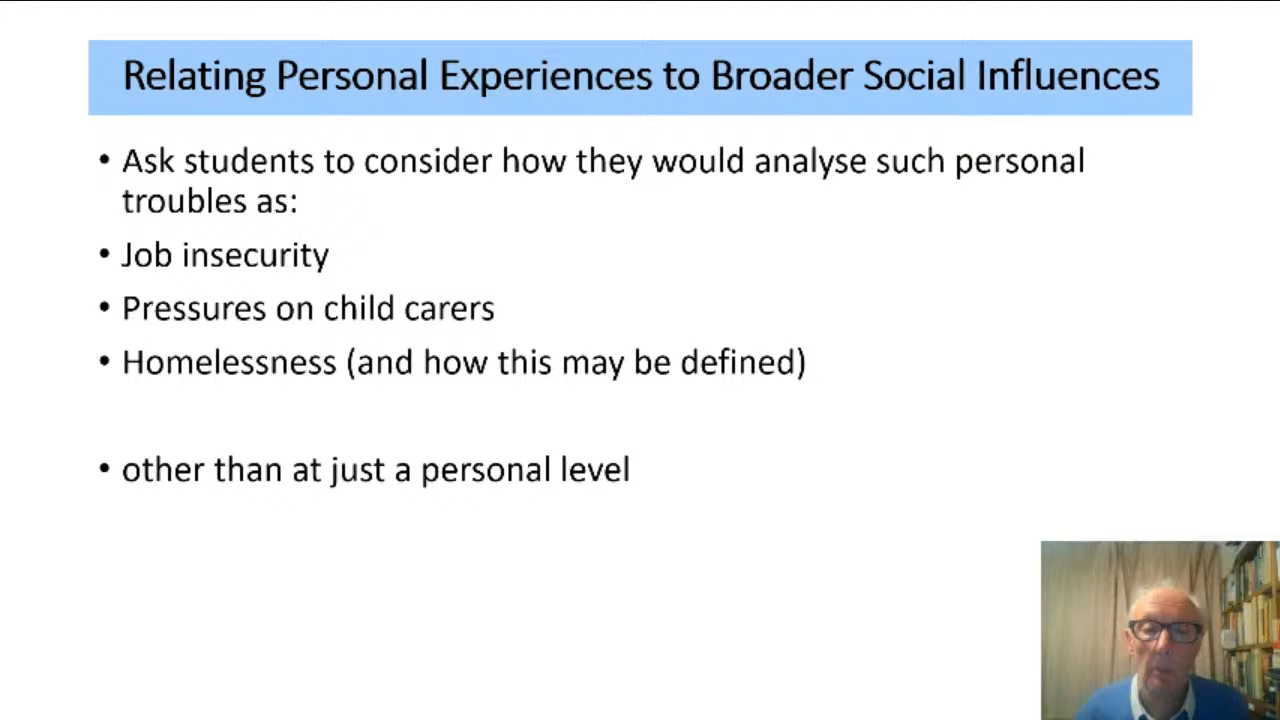 Relating Personal Experiences to Broader Social Influences
• Ask students to consider how they would analyse such personal
troubles as:
• Job insecurity
• Pressures on child carers
• Homelessness (and how this may be defined)
• other than at just a personal level